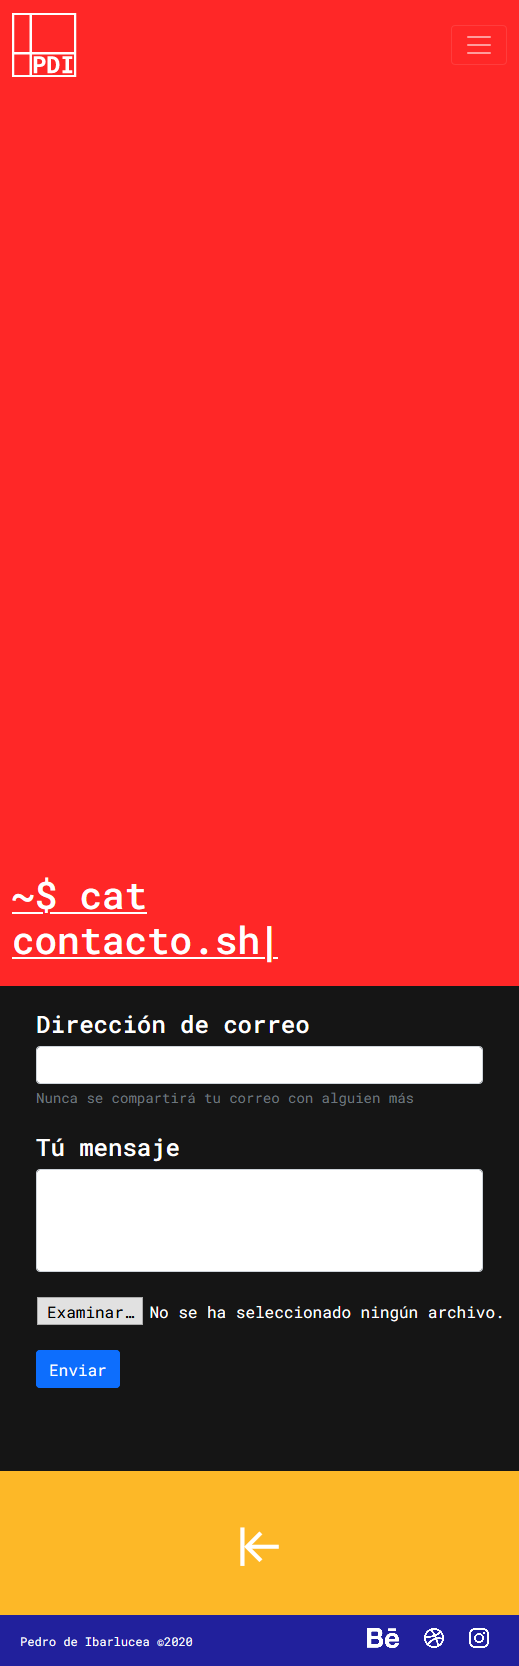 PDI
~$ cat
contacto.sh|
Dirección de correo
Nunca se compartirá tu correo con alguien más
Tú mensaje
Examinar… No se ha seleccionado ningún archivo.
Enviar
Pedro de Ibarlucea ©2020 Bē